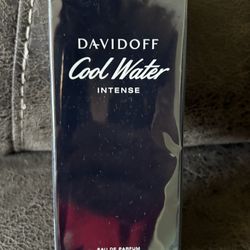 DAVIDOFF
Cool Water
INTENSE
EAU DE PARFUM